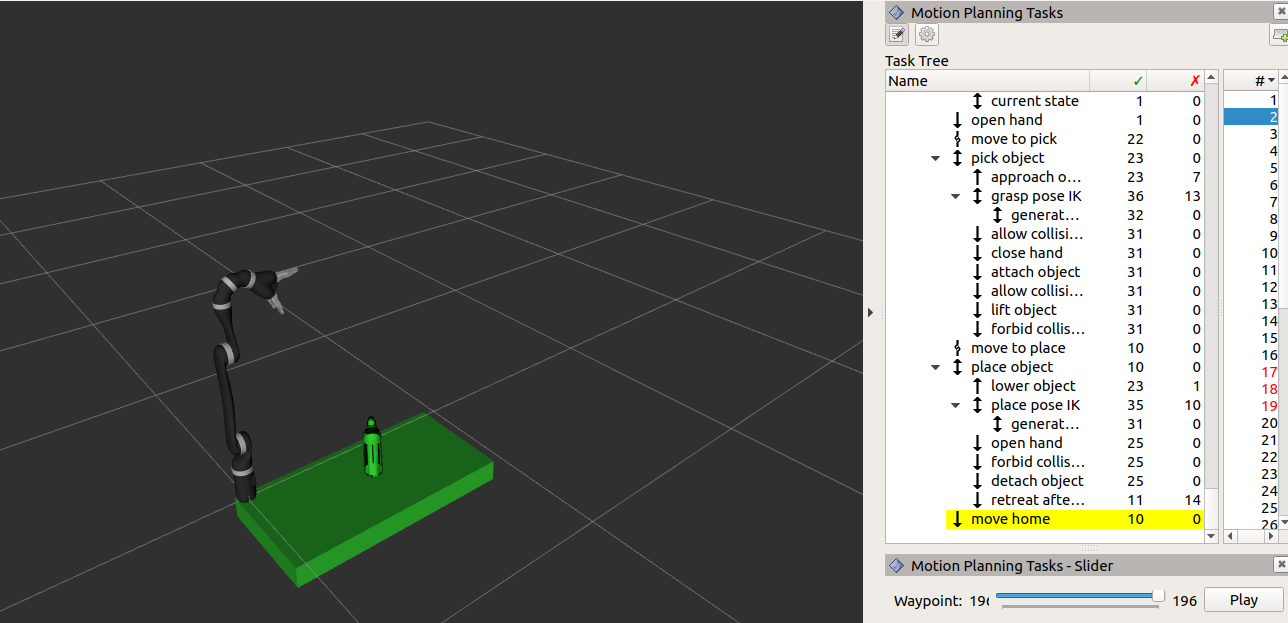 Motion Planning Tasks
Task Tree
Name ✓ ✗ #
current state 1 0
open hand 1 0
move to pick 22 0
pick object 23 0
approach o... 23 7
grasp pose IK 36 13
generat... 32 0
allow collisi... 31 0
close hand 31 0
attach object 31 0
allow collisi... 31 0
lift object 31 0
forbid collis... 31 0
move to place 10 0
place object 10 0
lower object 23 1
place pose IK 35 10
generat... 31 0
open hand 25 0
forbid collis... 25 0
detach object 25 0
retreat afte... 11 14
move home 10 0
1
2
3
4
5
6
7
8
9
10
11
12
13
14
15
16
17
18
19
20
21
22
23
24
25
26
Motion Planning Tasks - Slider
Waypoint: 196 196 Play